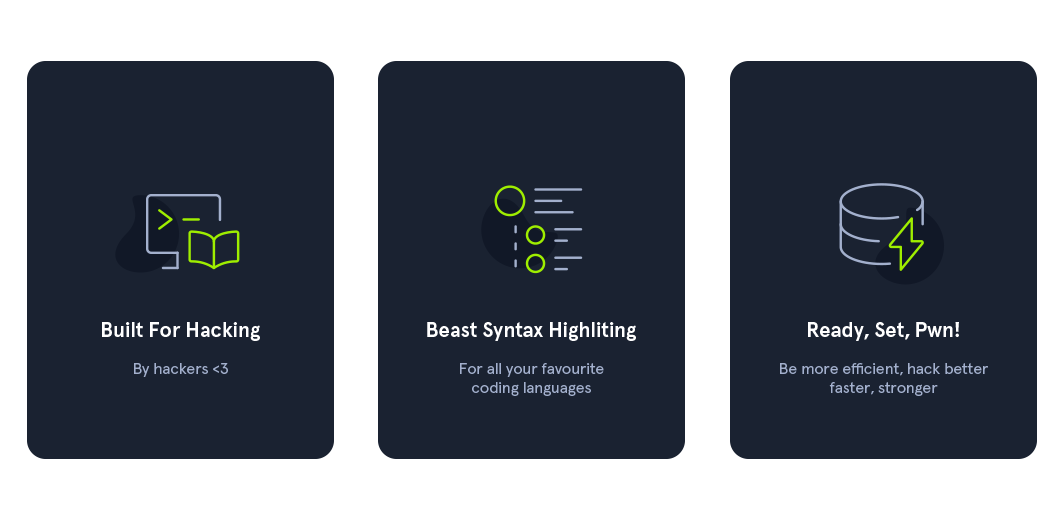 Built For Hacking
By hackers <3
Beast Syntax Highliting
For all your favourite
coding languages
Ready, Set, Pwn!
Be more efficient, hack better
faster, stronger